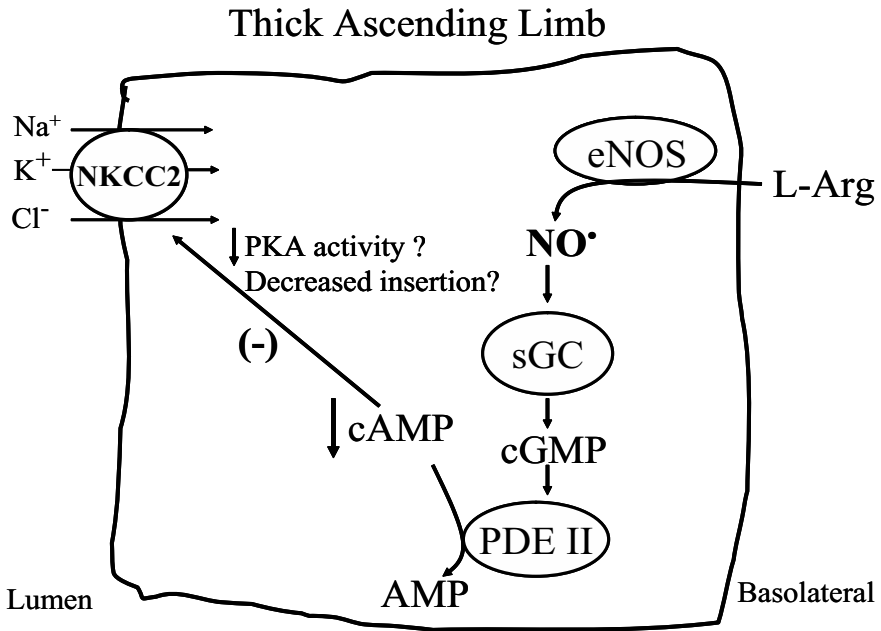 Thick Ascending Limb
Na⁺
K⁺
Cl⁻
NKCC2
eNOS
L-Arg
NO•
PKA activity ?
Decreased insertion?
(-)
sGC
cAMP
cGMP
PDE II
AMP
Lumen
Basolateral